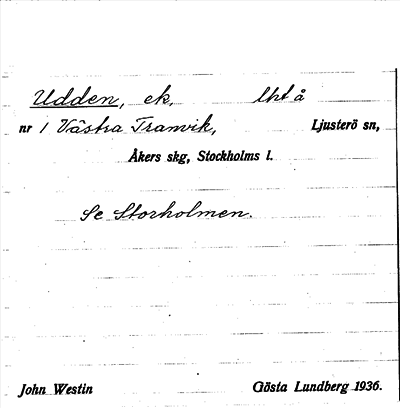 Udden, ek, lht å
nr 1 Västra Tranvik, Ljusterö sn,
Åkers skg, Stockholms l.
Se Storholmen.
John Westin Gösta Lundberg 1936.